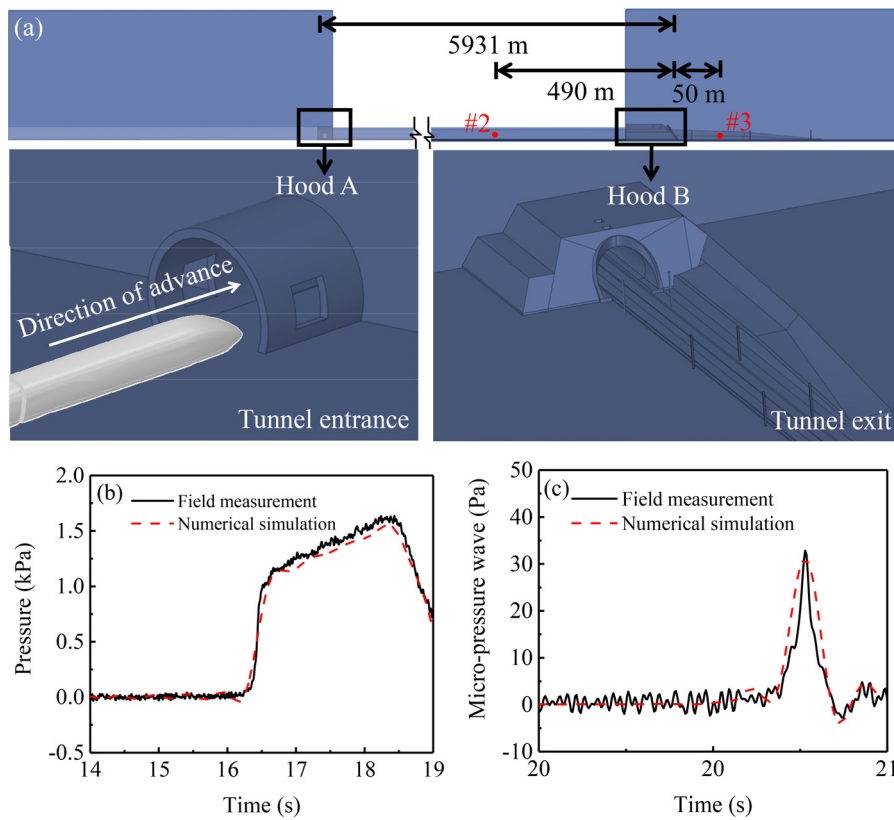 (a)
5931 m
490 m
50 m
#2
#3
Hood A
Hood B
Direction of advance
Tunnel entrance
Tunnel exit
(b)
Field measurement
Numerical simulation
Pressure (kPa)
2.0
1.5
1.0
0.5
0.0
-0.5
14 15 16 17 18 19
Time (s)
(c)
Field measurement
Numerical simulation
Micro-pressure wave (Pa)
50
40
30
20
10
0
-10
20 20 21
Time (s)